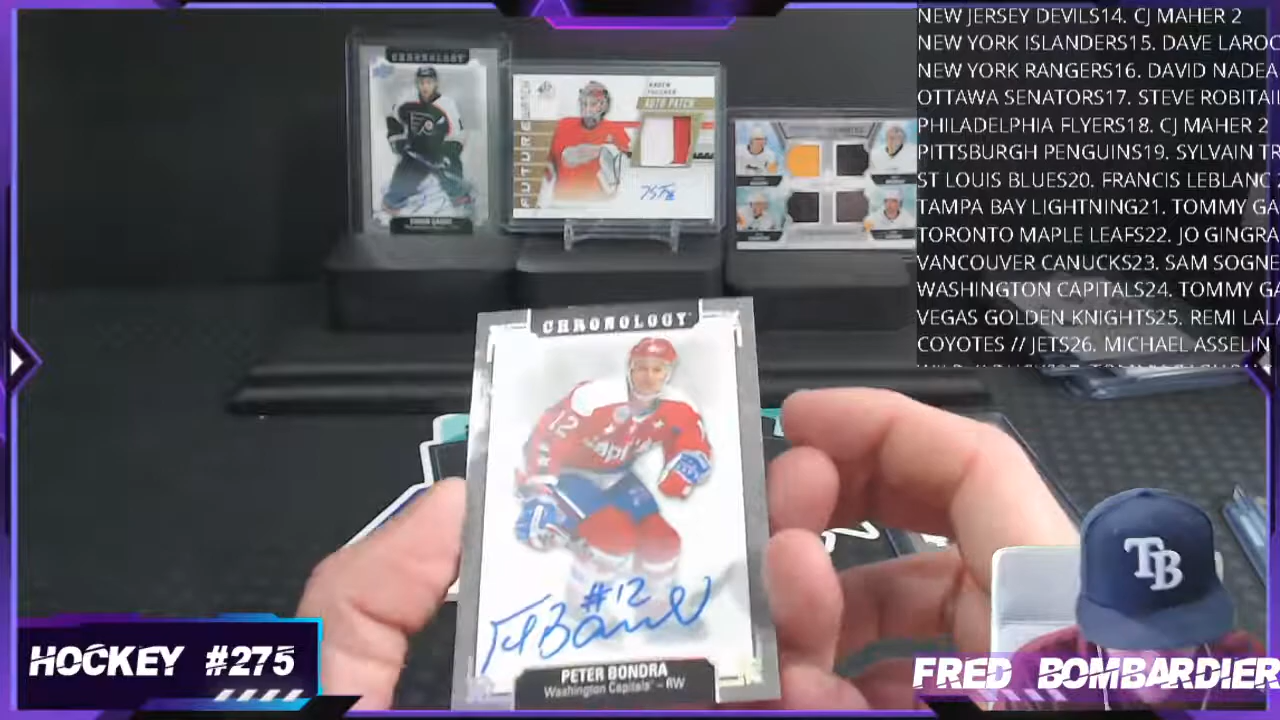 NEW JERSEY DEVILS14. CJ MAHER 2
NEW YORK ISLANDERS15. DAVE LAROC
NEW YORK RANGERS16. DAVID NADEA
OTTAWA SENATORS17. STEVE ROBITAIL
PHILADELPHIA FLYERS18. CJ MAHER 2
PITTSBURGH PENGUINS19. SYLVAIN TR
ST LOUIS BLUES20. FRANCIS LEBLANC 2
TAMPA BAY LIGHTNING21. TOMMY GA
TORONTO MAPLE LEAFS22. JO GINGRA
VANCOUVER CANUCKS23. SAM SOGNE
WASHINGTON CAPITALS24. TOMMY GA
VEGAS GOLDEN KNIGHTS25. REMI LALA
COYOTES // JETS26. MICHAEL ASSELIN
CHRONOLOGY
FUTURE
AUTO PATCH
CHRONOLOGY
12
#12
PETER BONDRA
Washington Capitals - RW
TB
HOCKEY #275
FRED BOMBARDIER